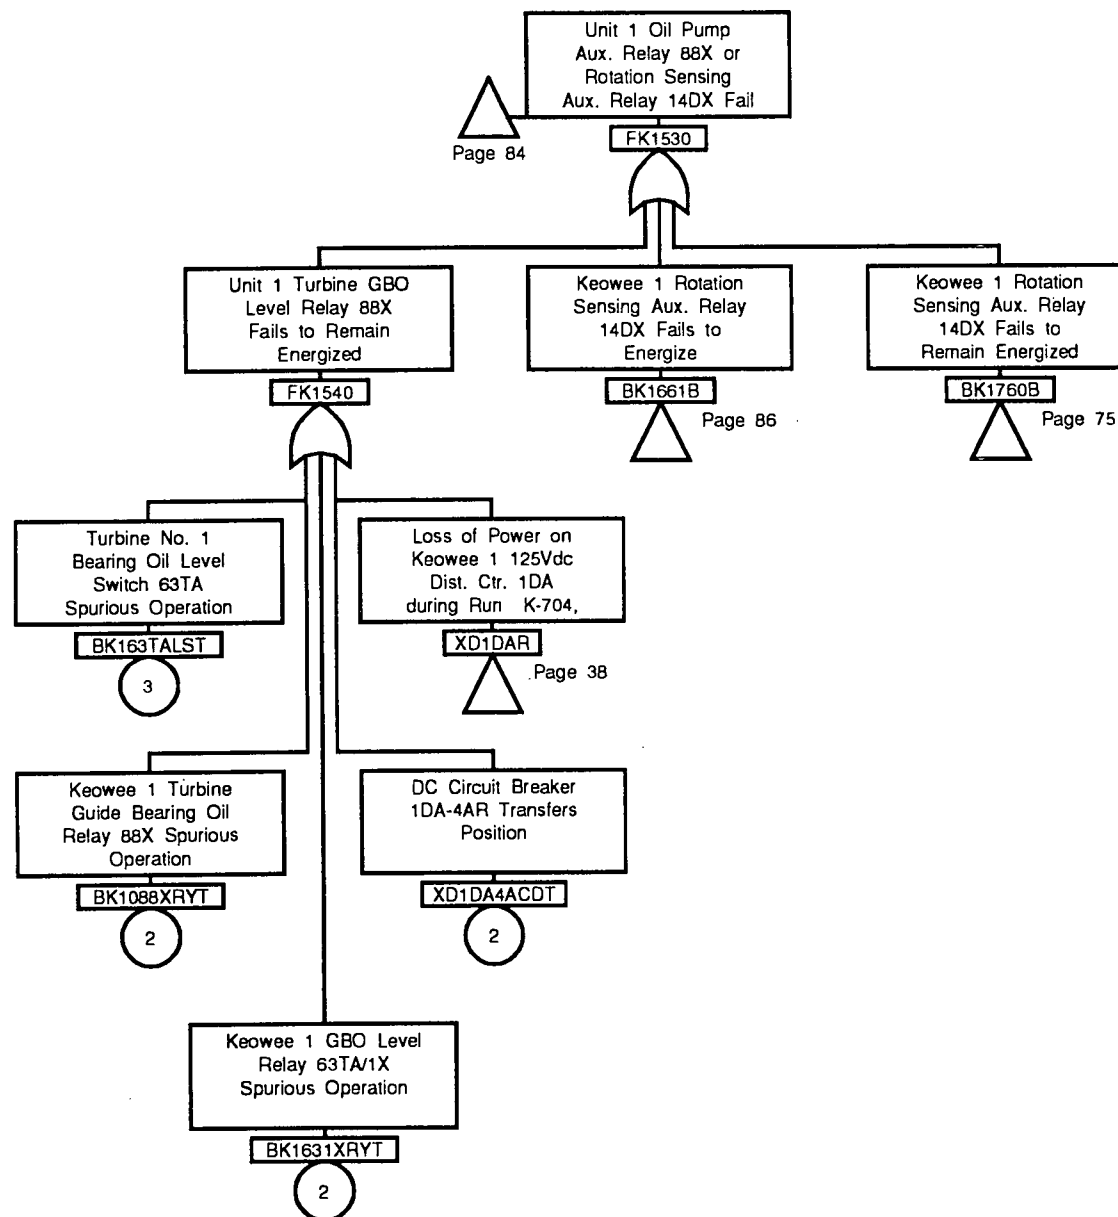 Unit 1 Oil Pump
Aux. Relay 88X or
Rotation Sensing
Aux. Relay 14DX Fail
Page 84
FK1530
Unit 1 Turbine GBO
Level Relay 88X
Fails to Remain
Energized
FK1540
Keowee 1 Rotation
Sensing Aux. Relay
14DX Fails to
Energize
BK1661B
Page 86
Keowee 1 Rotation
Sensing Aux. Relay
14DX Fails to
Remain Energized
BK1760B
Page 75
Turbine No. 1
Bearing Oil Level
Switch 63TA
Spurious Operation
BK163TALST
3
Loss of Power on
Keowee 1 125Vdc
Dist. Ctr. 1DA
during Run K-704,
XD1DAR
Page 38
Keowee 1 Turbine
Guide Bearing Oil
Relay 88X Spurious
Operation
BK1088XRYT
2
DC Circuit Breaker
1DA-4AR Transfers
Position
XD1DA4ACDT
2
Keowee 1 GBO Level
Relay 63TA/1X
Spurious Operation
BK1631XRYT
2